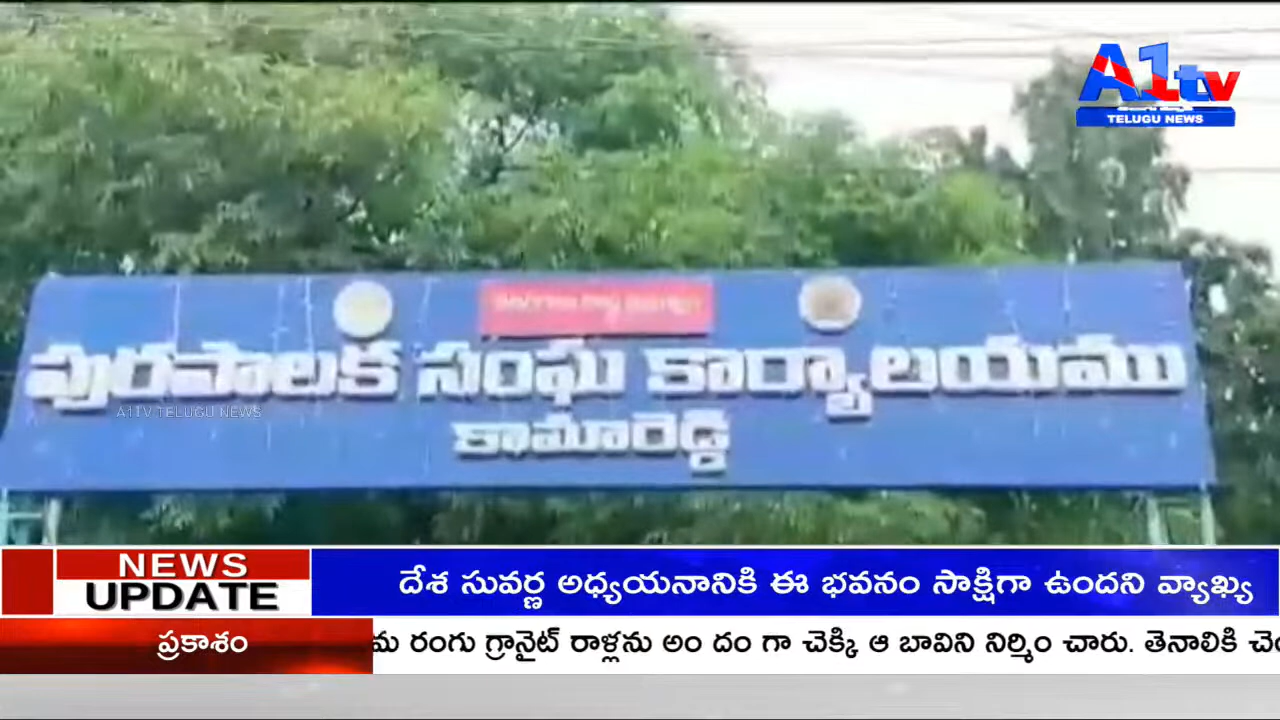 A1tv
TELUGU NEWS
పురపాలక సంఘ కార్యాలయము
A1TV TELUGU NEWS
కామారెడ్డి
NEWS
UPDATE
దేశ సువర్ణ అధ్యయనానికి ఈ భవనం సాక్షిగా ఉందని వ్యాఖ్య
ప్రకాశం
మ రంగు గ్రానైట్ రాళ్లను అం దం గా చెక్కి ఆ బావిని నిర్మిం చారు. తెనాలికి చె